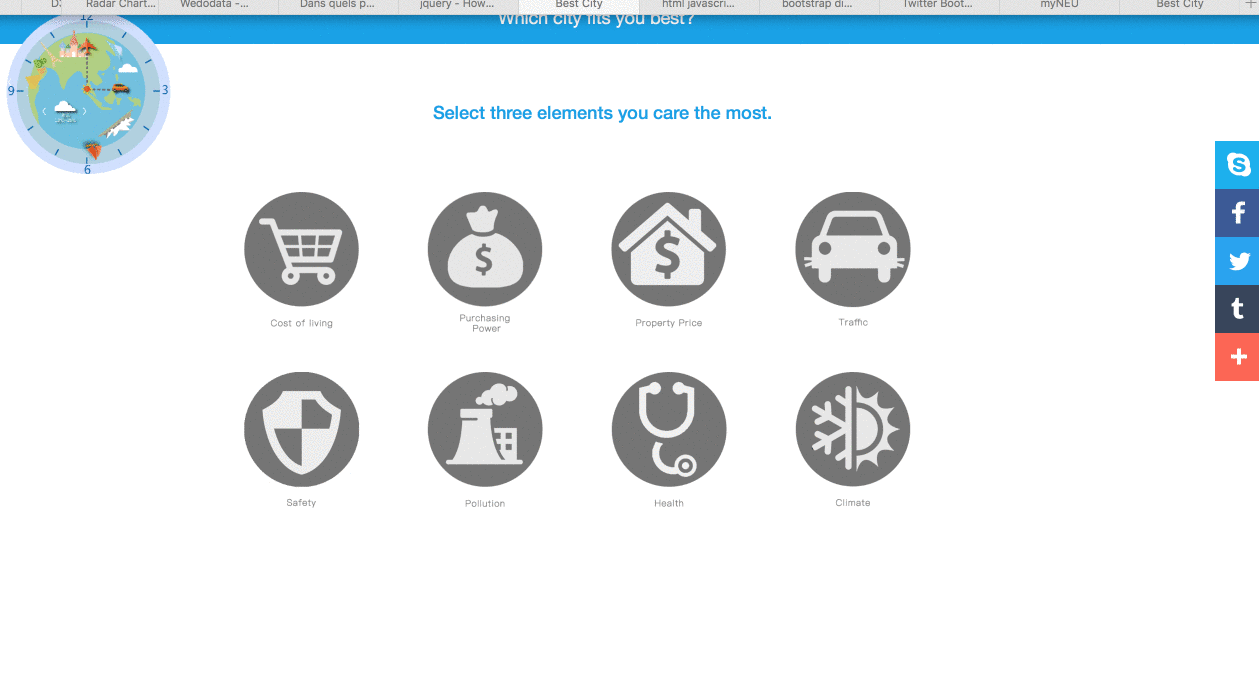 D:
Radar Chart...
Wedodata -...
Dans quels p...
jquery - How...
Best City
html javascri...
bootstrap di...
Twitter Boot...
myNEU
Best City
Which city fits you best?
12
9
3
6
Select three elements you care the most.
Cost of living
Purchasing
Power
Property Price
Traffic
Safety
Pollution
Health
Climate